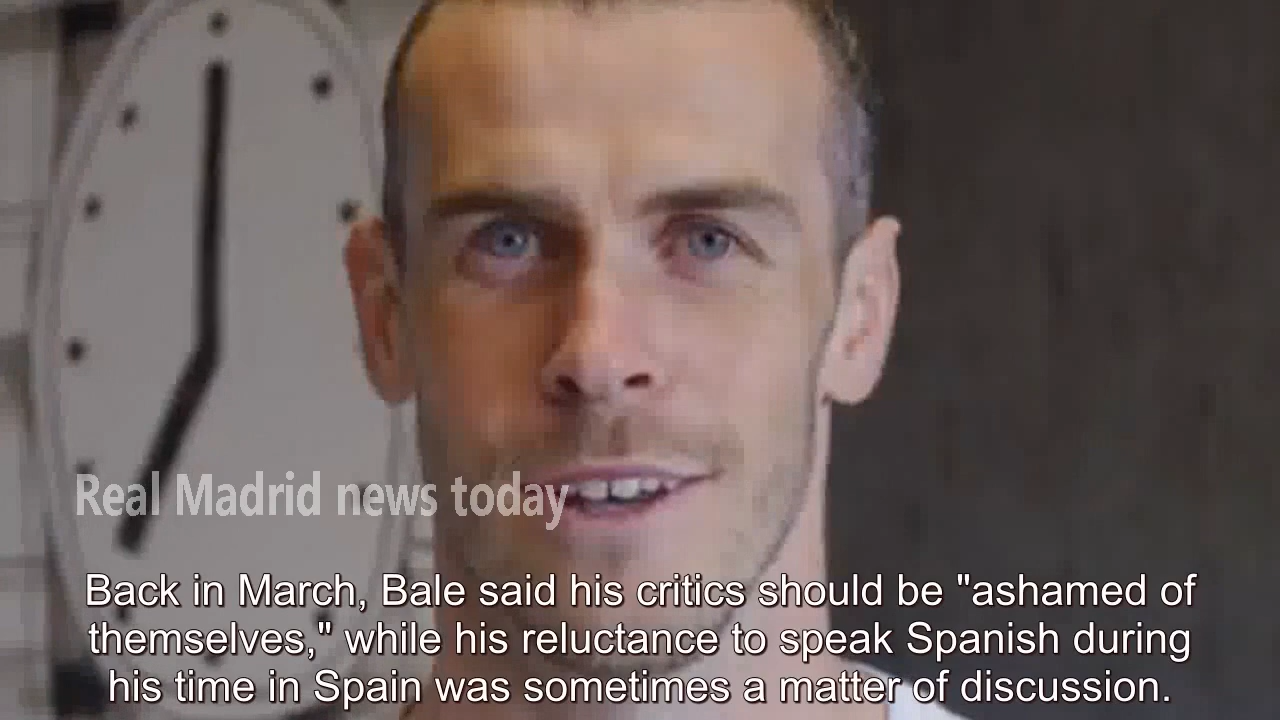 Real Madrid news today
Back in March, Bale said his critics should be "ashamed of
themselves," while his reluctance to speak Spanish during
his time in Spain was sometimes a matter of discussion.